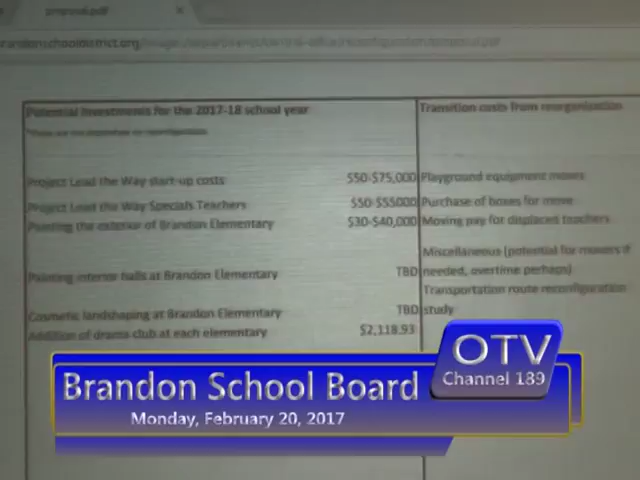 proposal.pdf
Potential Investments for the 2017-18 school year
Transition costs from reorganization
Project Lead the Way start-up costs $50-$75,000 Playground equipment moves
Project Lead the Way Specials Teachers $50-$55000 Purchase of boxes for move
Painting the exterior of Brandon Elementary $30-$40,000 Moving pay for displaced teachers
Miscellaneous (potential for movers if
Painting interior halls at Brandon Elementary TBD needed, overtime perhaps)
Transportation route reconfiguration
Cosmetic landshaping at Brandon Elementary TBD study
Addition of drama club at each elementary $2,118.93
OTV
Channel 189
Brandon School Board
Monday, February 20, 2017